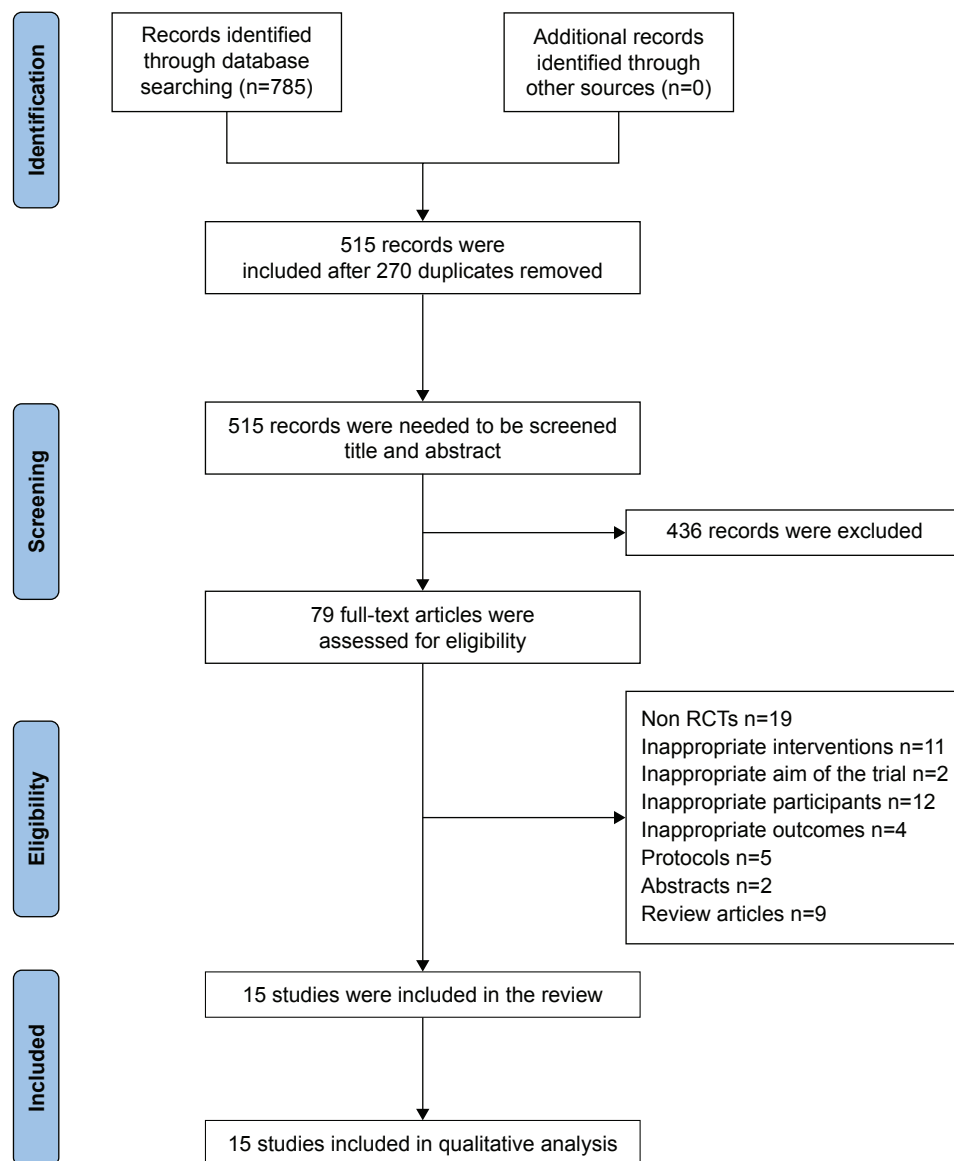 Identification
Records identified
through database
searching (n=785)
Additional records
identified through
other sources (n=0)
515 records were
included after 270 duplicates removed
Screening
515 records were needed to be screened
title and abstract
436 records were excluded
79 full-text articles were
assessed for eligibility
Eligibility
Non RCTs n=19
Inappropriate interventions n=11
Inappropriate aim of the trial n=2
Inappropriate participants n=12
Inappropriate outcomes n=4
Protocols n=5
Abstracts n=2
Review articles n=9
Included
15 studies were included in the review
15 studies included in qualitative analysis